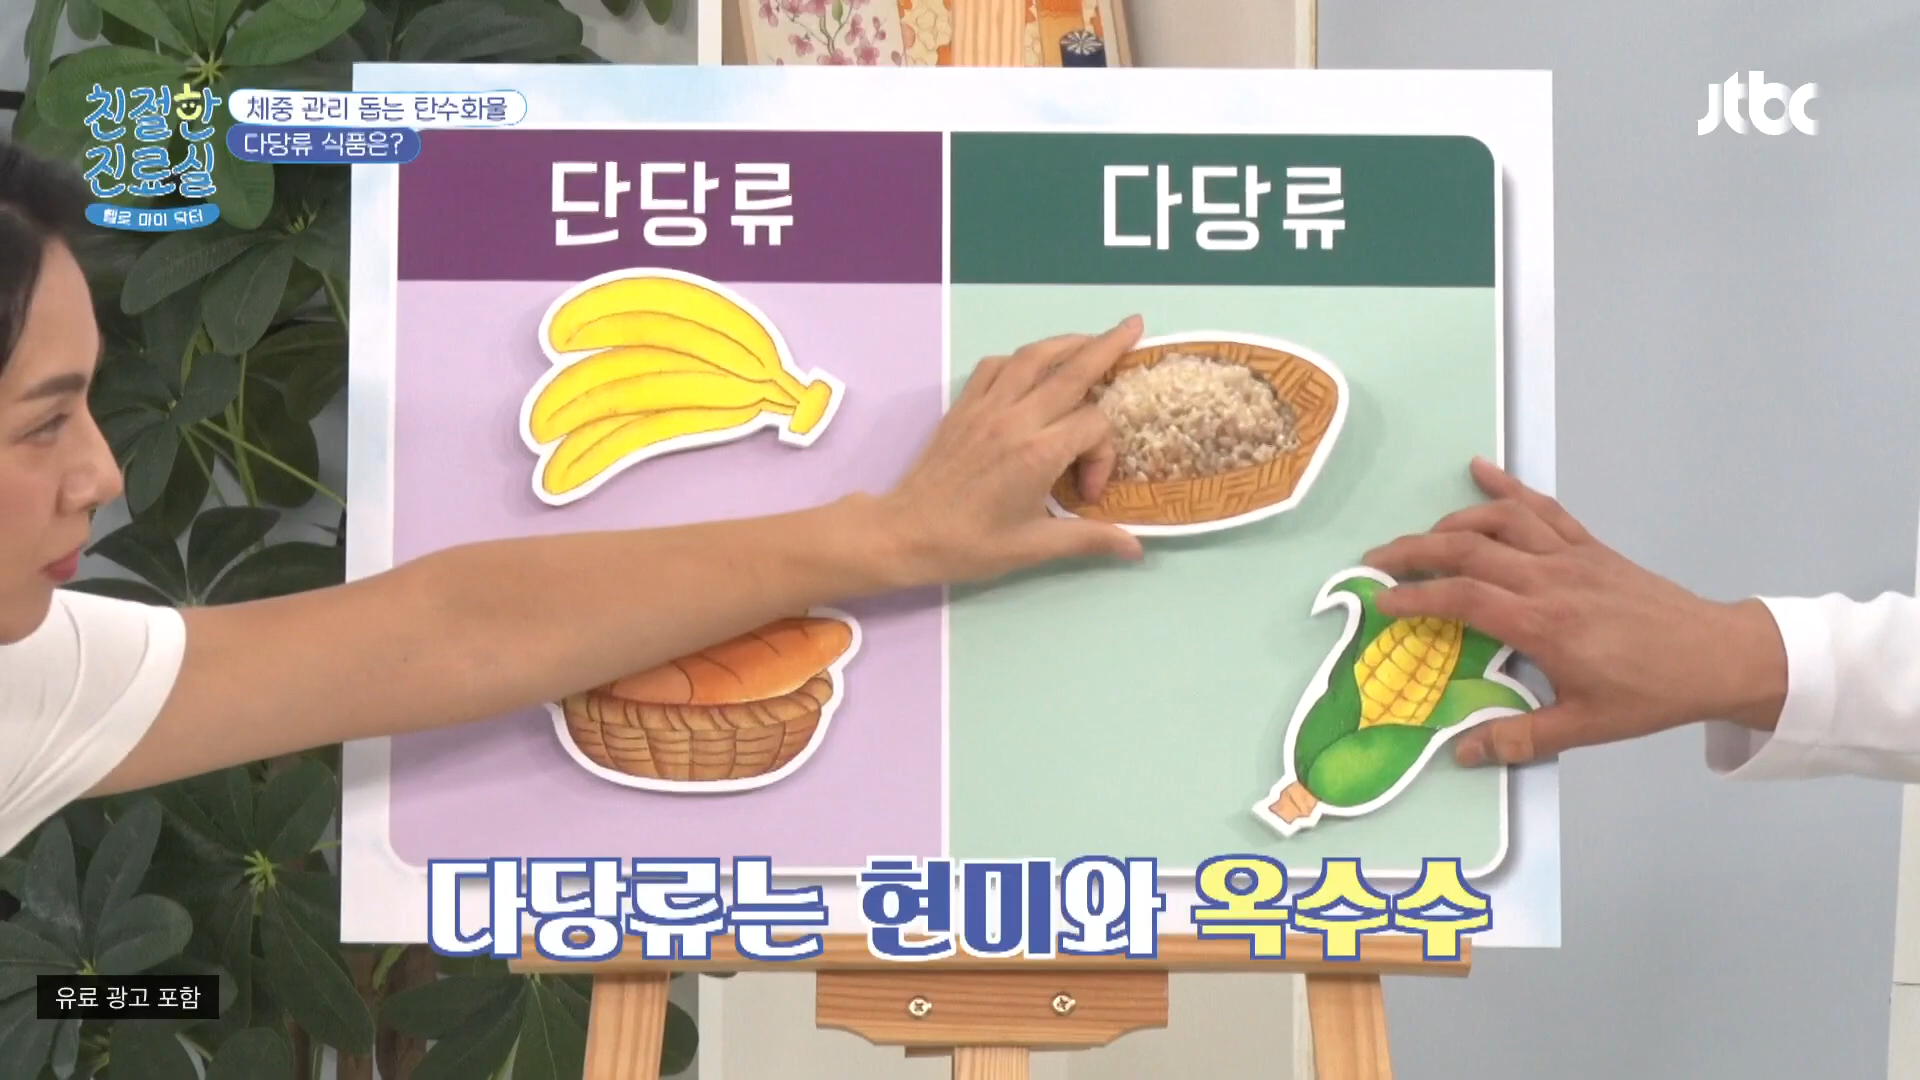 친절한
진료실
헬로 마이 닥터
체중 관리 돕는 탄수화물
다당류 식품은?
jtbc
단당류
다당류
다당류는 현미와 옥수수
유료 광고 포함